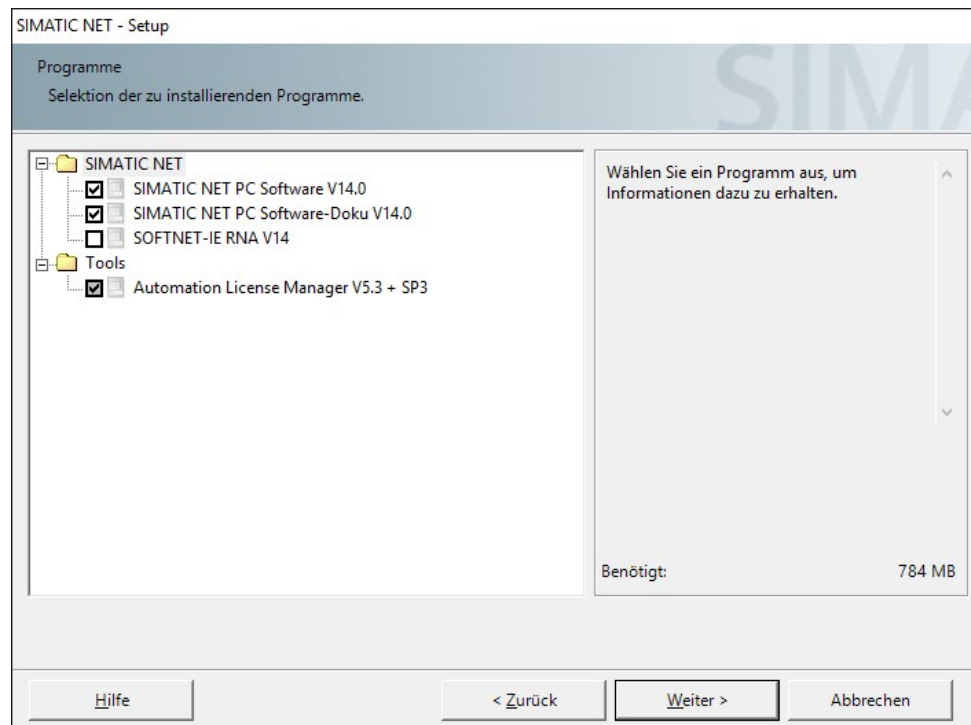 SIMATIC NET - Setup
Programme
Selektion der zu installierenden Programme.
SIM
SIMATIC NET
SIMATIC NET PC Software V14.0
SIMATIC NET PC Software-Doku V14.0
SOFTNET-IE RNA V14
Tools
Automation License Manager V5.3 + SP3
Wählen Sie ein Programm aus, um
Informationen dazu zu erhalten.
Benötigt: 784 MB
Hilfe
< Zurück
Weiter >
Abbrechen